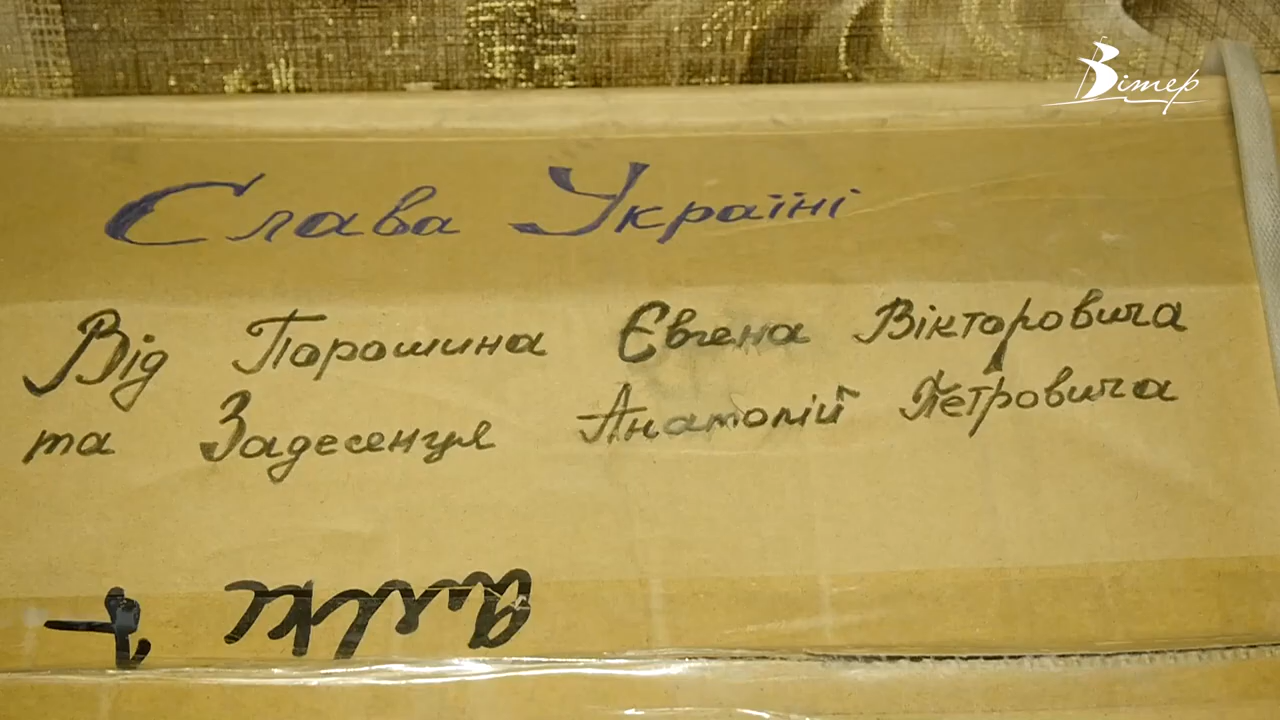 Вітер
Слава Україні
Від Порошина Євгена Вікторовича
та Задесенця Анатолій Петровича